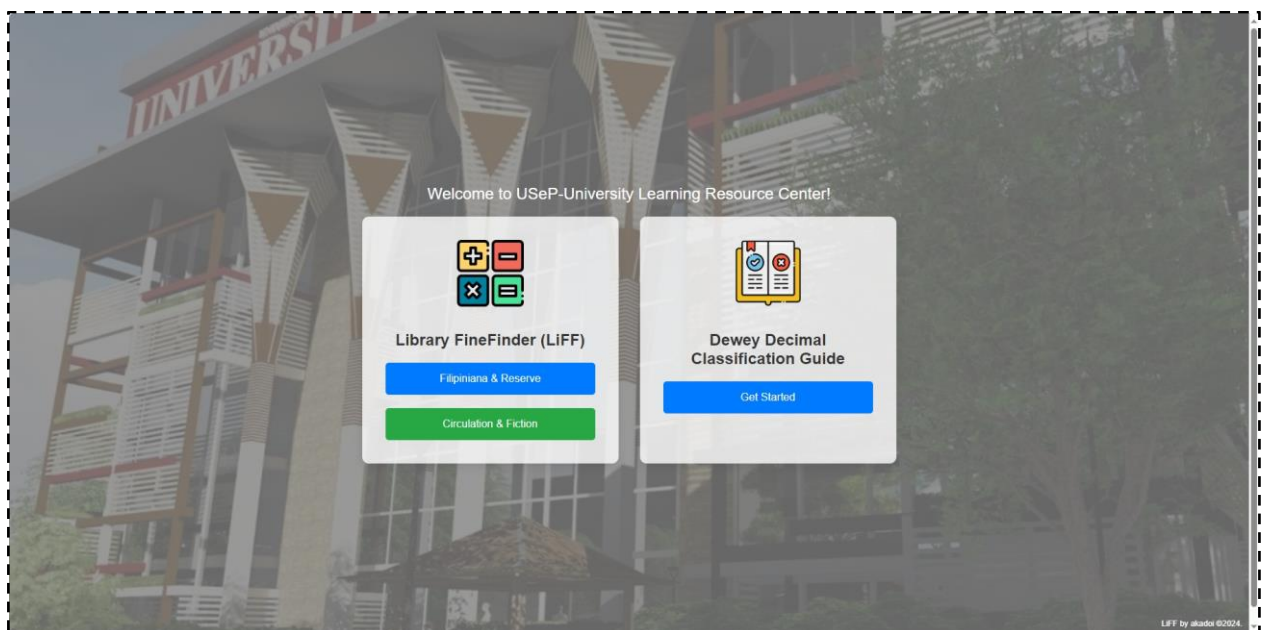 UNIVERSIT
Welcome to USeP-University Learning Resource Center!
Library FineFinder (LiFF)
Filipiniana & Reserve
Circulation & Fiction
Dewey Decimal
Classification Guide
Get Started
LiFF by akadoi ©2024.